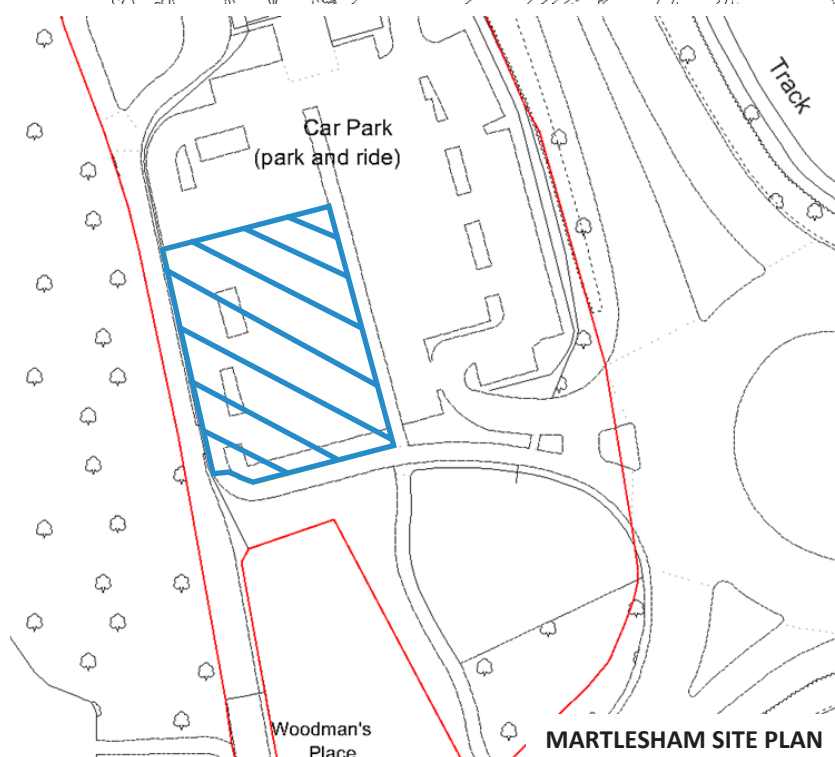 Track
Car Park
(park and ride)
Woodman's
Place
MARTLESHAM SITE PLAN